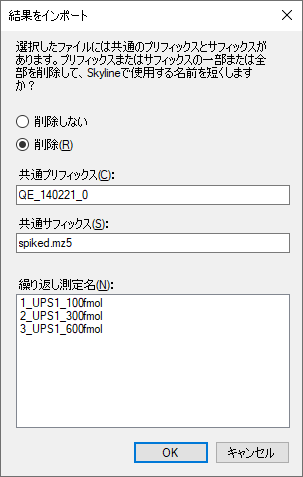 結果をインポート
選択したファイルには共通のプリフィックスとサフィックスが
あります。プリフィックスまたはサフィックスの一部または全
部を削除して、Skylineで使用する名前を短くします
か？
削除しない
削除(R)
共通プリフィックス(C):
QE_140221_0
共通サフィックス(S):
spiked.mz5
繰り返し測定名(N):
1_UPS1_100fmol
2_UPS1_300fmol
3_UPS1_600fmol
OK
キャンセル